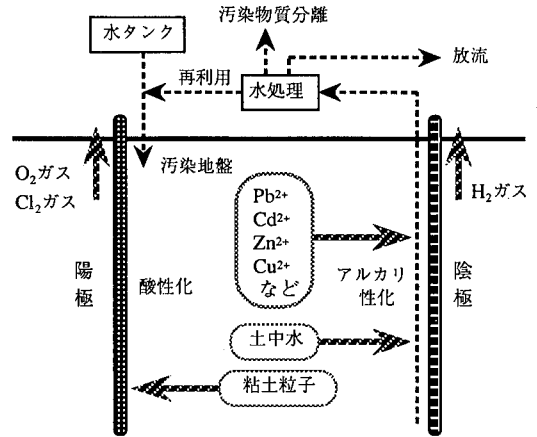 汚染物質分離
水タンク
放流
再利用
水処理
汚染地盤
O₂ガス
Cl₂ガス
H₂ガス
Pb²⁺
Cd²⁺
Zn²⁺
Cu²⁺
など
陽極
酸性化
アルカリ
性化
陰極
土中水
粘土粒子